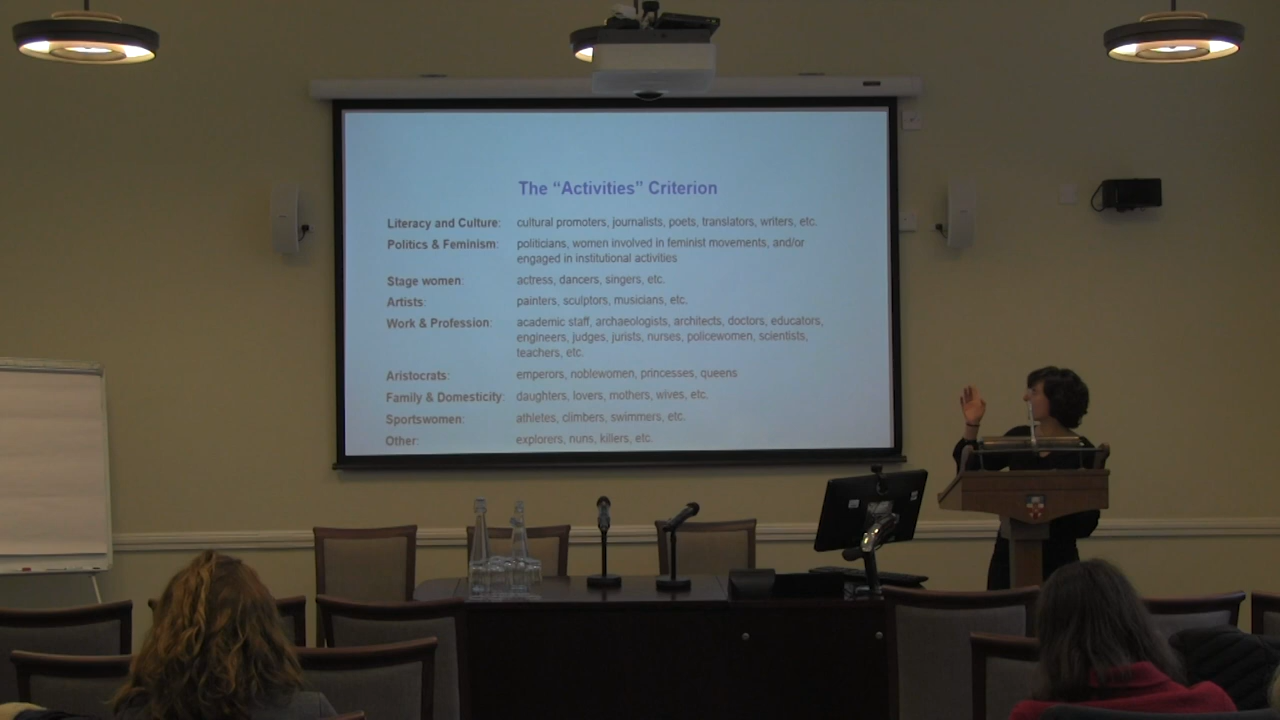 The “Activities” Criterion
Literacy and Culture: cultural promoters, journalists, poets, translators, writers, etc.
Politics & Feminism: politicians, women involved in feminist movements, and/or
engaged in institutional activities
Stage women: actress, dancers, singers, etc.
Artists: painters, sculptors, musicians, etc.
Work & Profession: academic staff, archaeologists, architects, doctors, educators,
engineers, judges, jurists, nurses, policewomen, scientists,
teachers, etc.
Aristocrats: emperors, noblewomen, princesses, queens
Family & Domesticity: daughters, lovers, mothers, wives, etc.
Sportswomen: athletes, climbers, swimmers, etc.
Other: explorers, nuns, killers, etc.